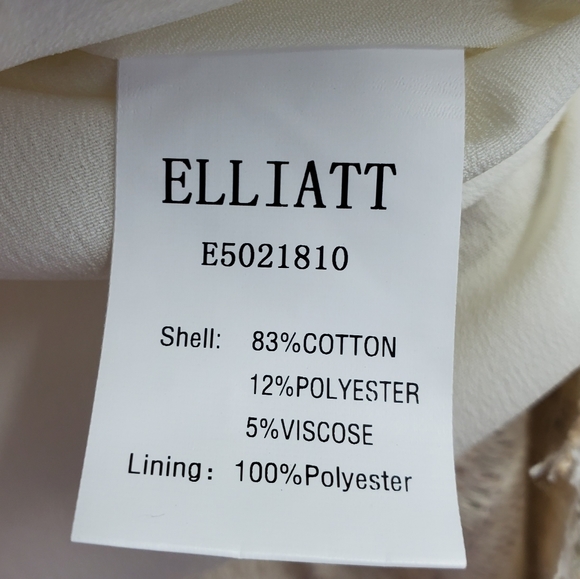 ELLIATT
E5021810
Shell: 83%COTTON
12%POLYESTER
5%VISCOSE
Lining: 100%Polyester